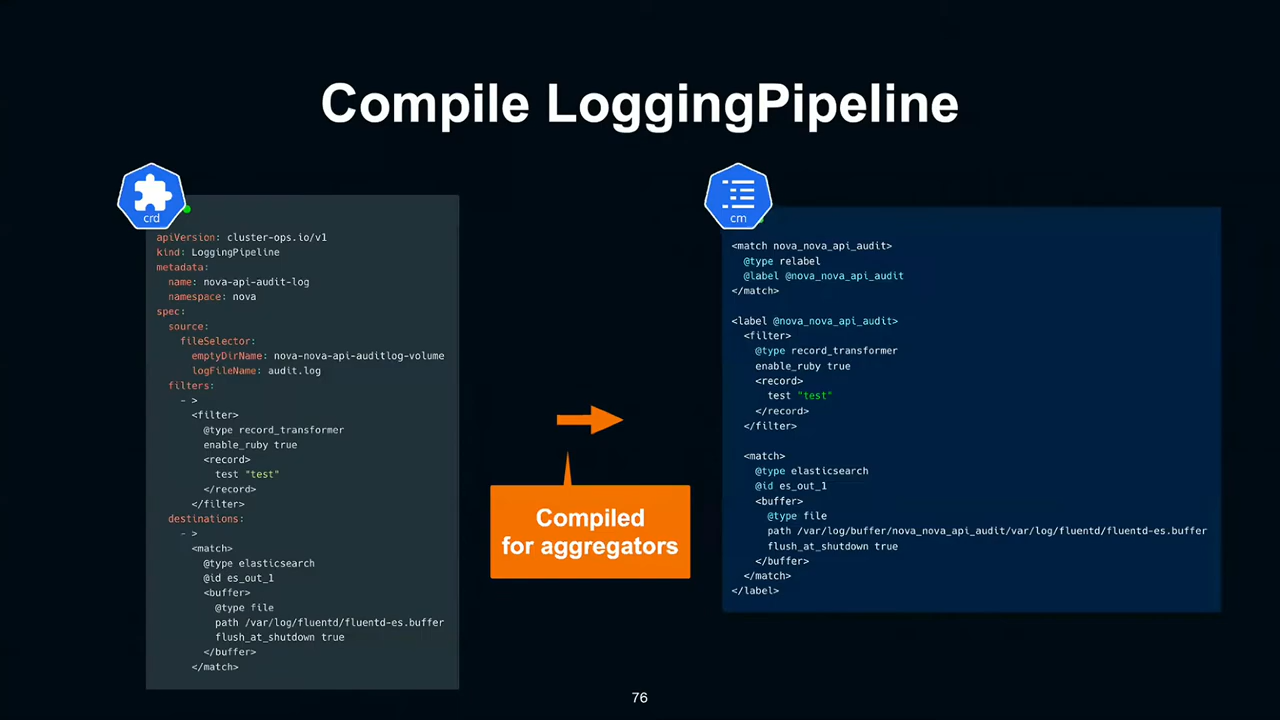 Compile LoggingPipeline
crd
apiVersion: cluster-ops.io/v1
kind: LoggingPipeline
metadata:
  name: nova-api-audit-log
  namespace: nova
spec:
  source:
    fileSelector:
      emptyDirName: nova-nova-api-auditlog-volume
      logFileName: audit.log
  filters:
    - >
      <filter>
        @type record_transformer
        enable_ruby true
        <record>
          test "test"
        </record>
      </filter>
  destinations:
    - >
      <match>
        @type elasticsearch
        @id es_out_1
        <buffer>
          @type file
          path /var/log/fluentd/fluentd-es.buffer
          flush_at_shutdown true
        </buffer>
      </match>
Compiled
for aggregators
cm
<match nova_nova_api_audit>
  @type relabel
  @label @nova_nova_api_audit
</match>
<label @nova_nova_api_audit>
  <filter>
    @type record_transformer
    enable_ruby true
    <record>
      test "test"
    </record>
  </filter>
  <match>
    @type elasticsearch
    @id es_out_1
    <buffer>
      @type file
      path /var/log/buffer/nova_nova_api_audit/var/log/fluentd/fluentd-es.buffer
      flush_at_shutdown true
    </buffer>
  </match>
</label>
76